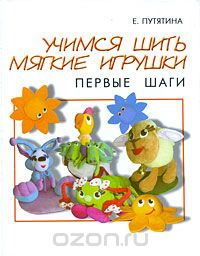 Е. ПУТЯТИНА
УЧИМСЯ ШИТЬ
МЯГКИЕ ИГРУШКИ
ПЕРВЫЕ ШАГИ
ozon.ru